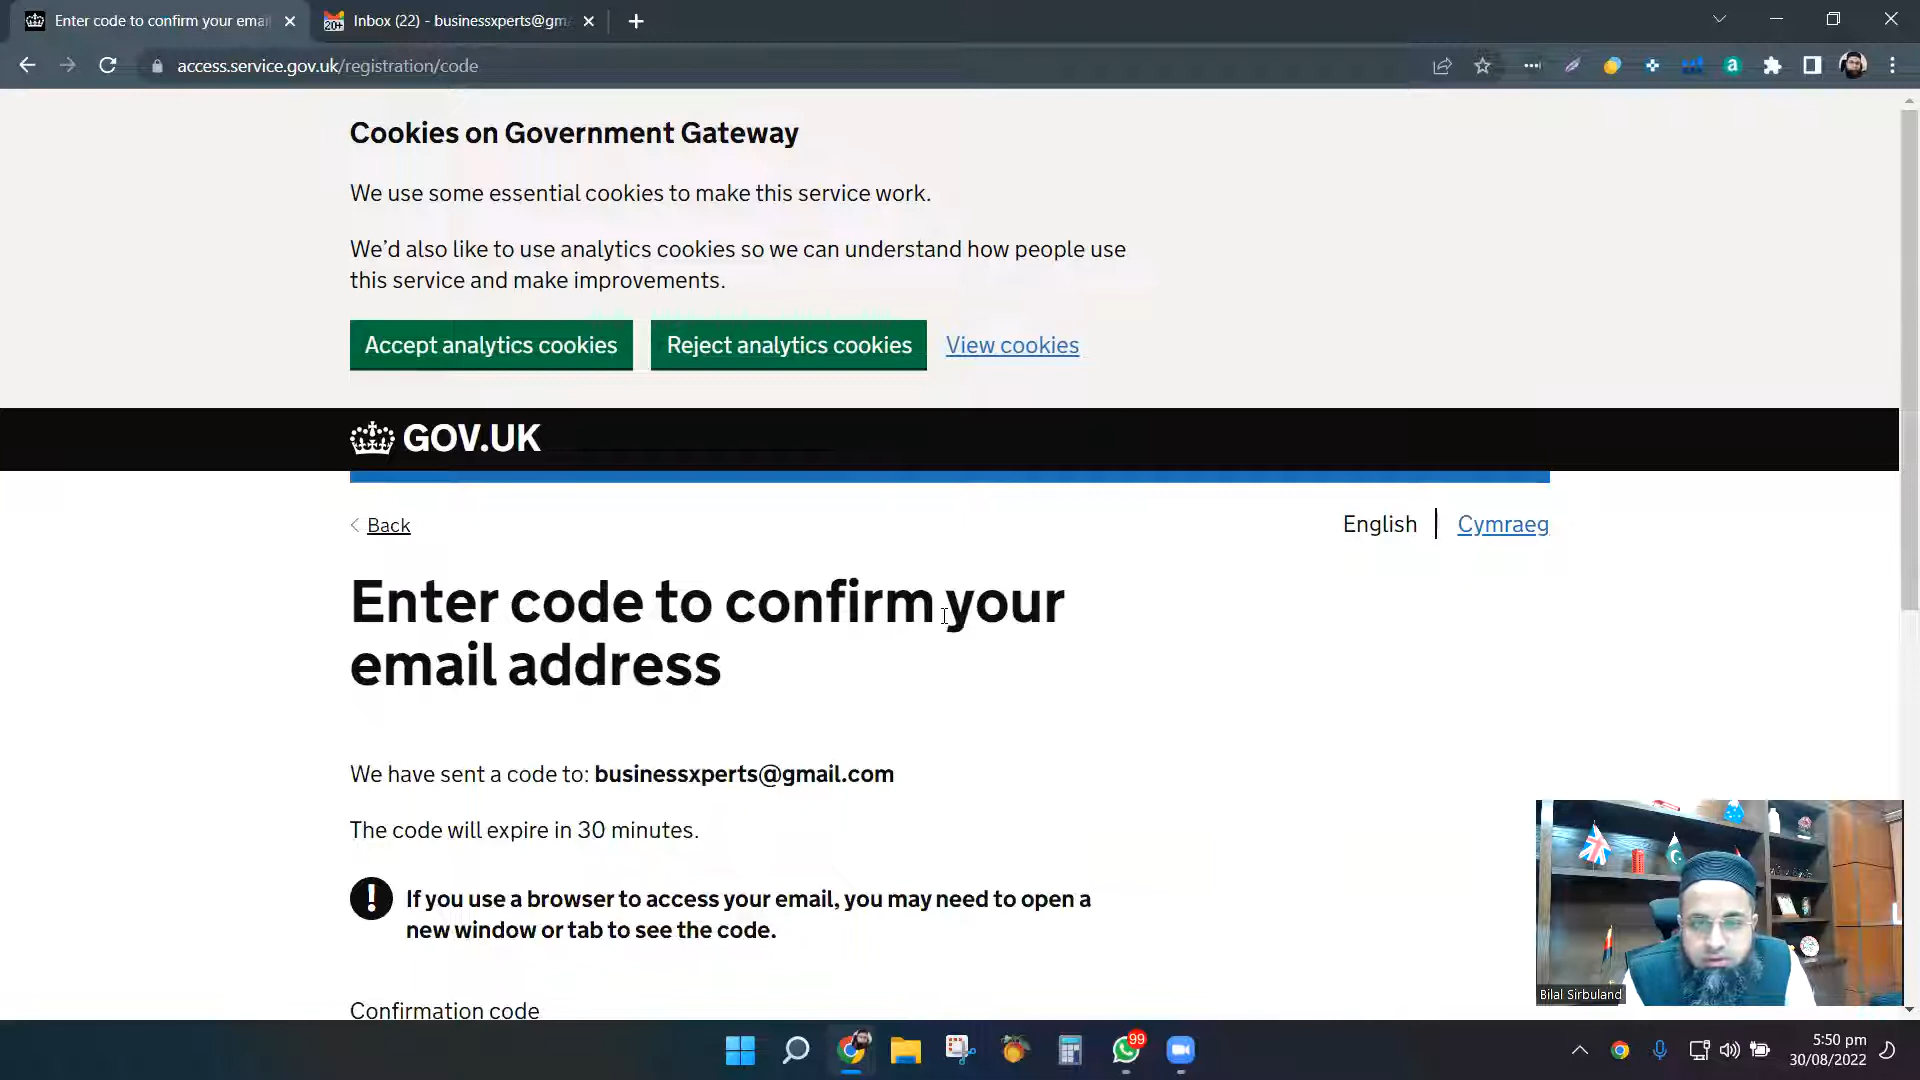 Enter code to confirm your emai
Inbox (22) - businessxperts@gm
access.service.gov.uk/registration/code
Cookies on Government Gateway
We use some essential cookies to make this service work.
We’d also like to use analytics cookies so we can understand how people use
this service and make improvements.
Accept analytics cookies
Reject analytics cookies
View cookies
GOV.UK
Back
English
Cymraeg
Enter code to confirm your
email address
We have sent a code to: businessxperts@gmail.com
The code will expire in 30 minutes.
! If you use a browser to access your email, you may need to open a
new window or tab to see the code.
Confirmation code
Bilal Sirbuland
99
5:50 pm
30/08/2022
20+
a